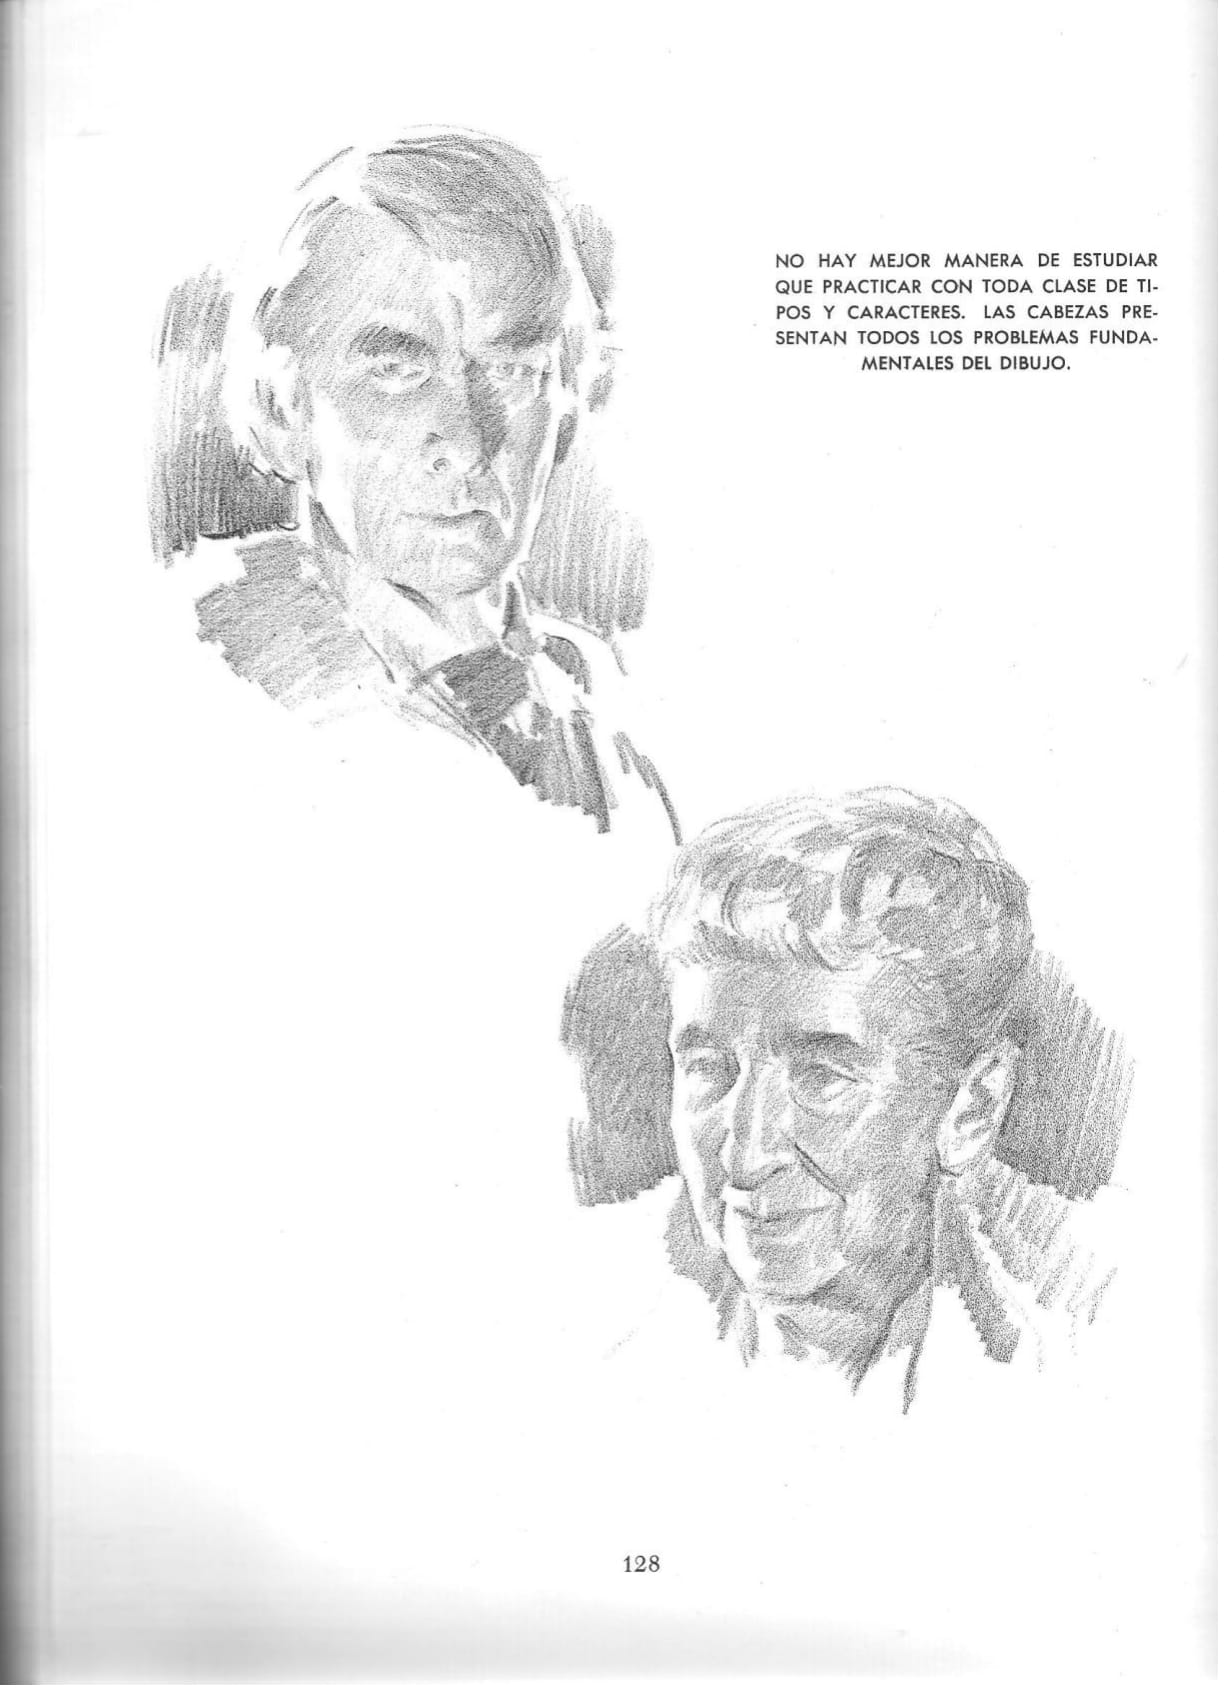 NO HAY MEJOR MANERA DE ESTUDIAR
QUE PRACTICAR CON TODA CLASE DE TI-
POS Y CARACTERES. LAS CABEZAS PRE-
SENTAN TODOS LOS PROBLEMAS FUNDA-
MENTALES DEL DIBUJO.
128